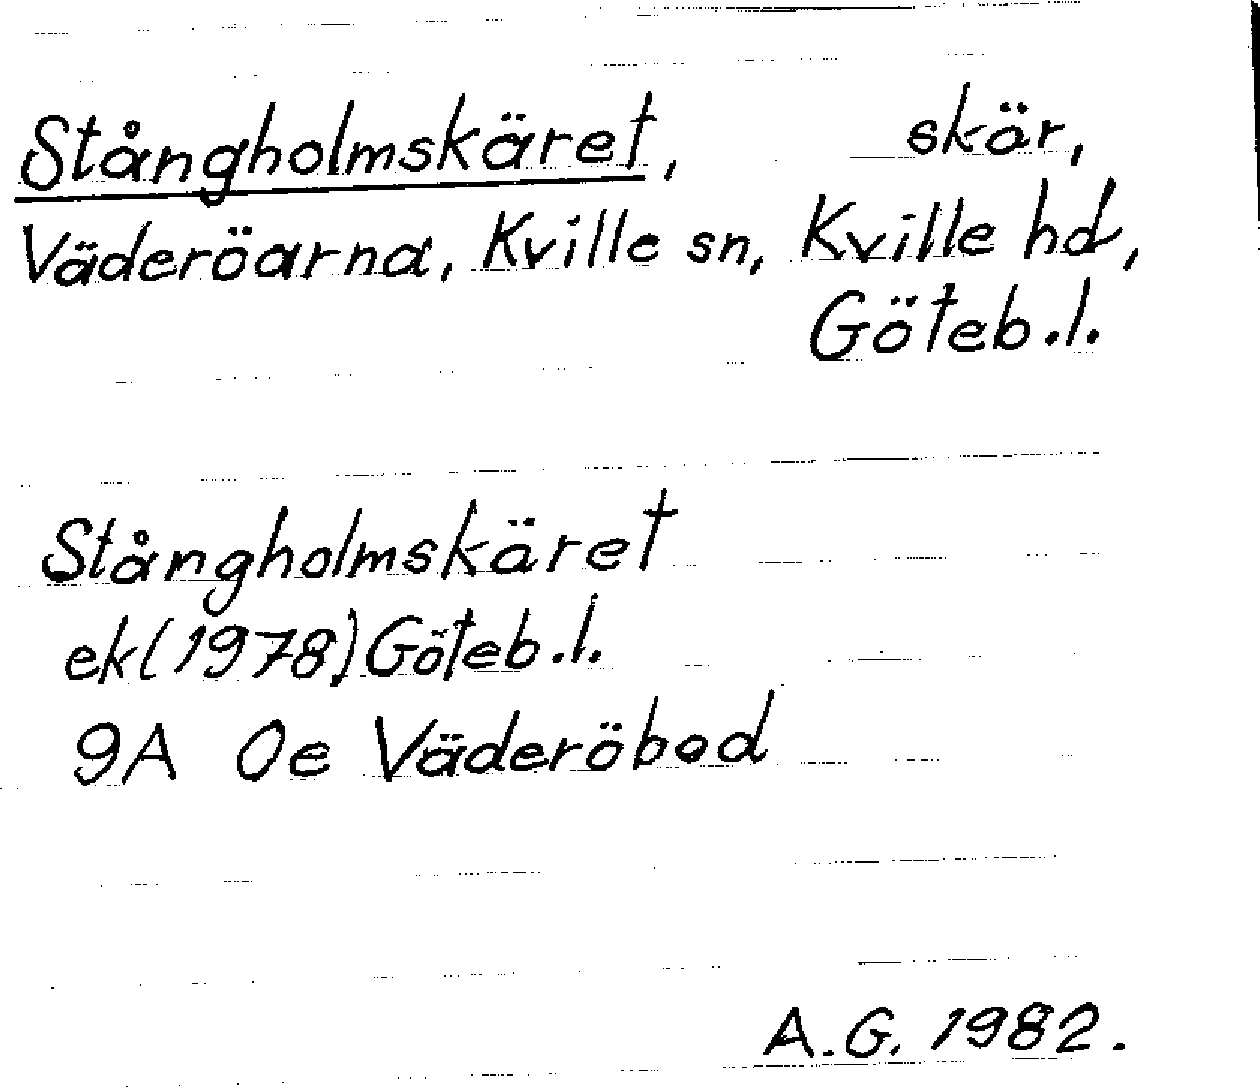 Stångholmskäret, skär,
Väderöarna, Kville sn, Kville hd,
Göteb.l.
Stångholmskäret
ek(1978)Göteb.l.
9A 0e Väderöbod
A.G. 1982.